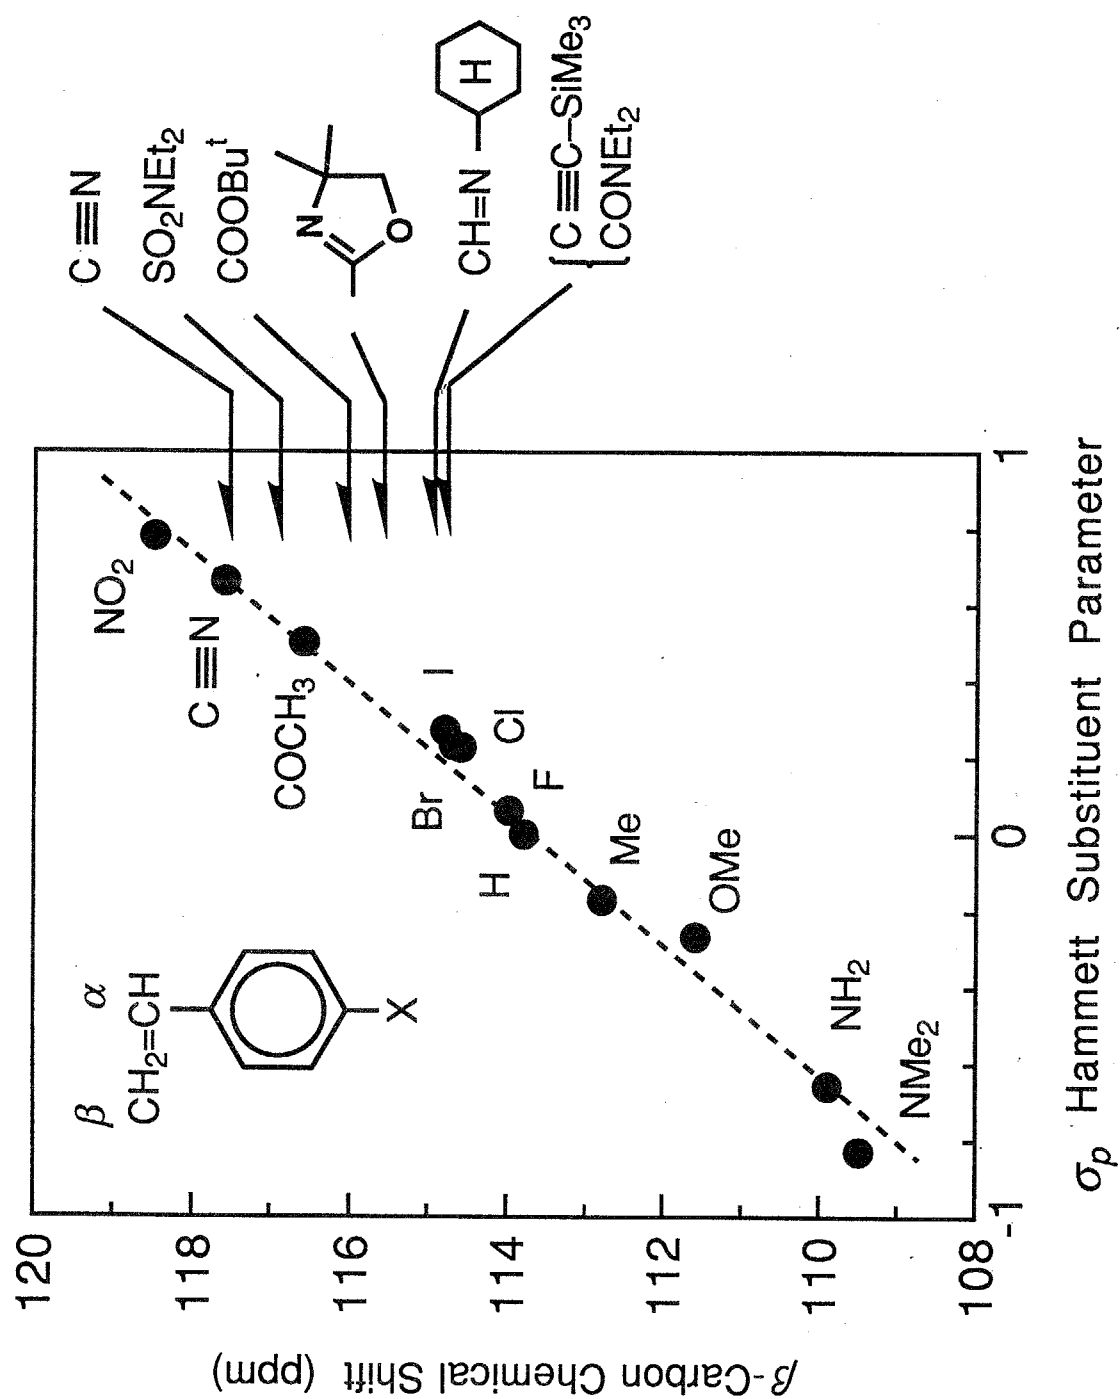 β-Carbon Chemical Shift (ppm)
120
118
116
114
112
110
108
-1
0
1
σp Hammett Substituent Parameter
β α
CH2=CH
X
NO2
C≡N
COCH3
I
Br
Cl
F
H
Me
OMe
NH2
NMe2
C≡N
SO2NEt2
COOBut
N
O
CH=N
H
C≡C–SiMe3
CONEt2